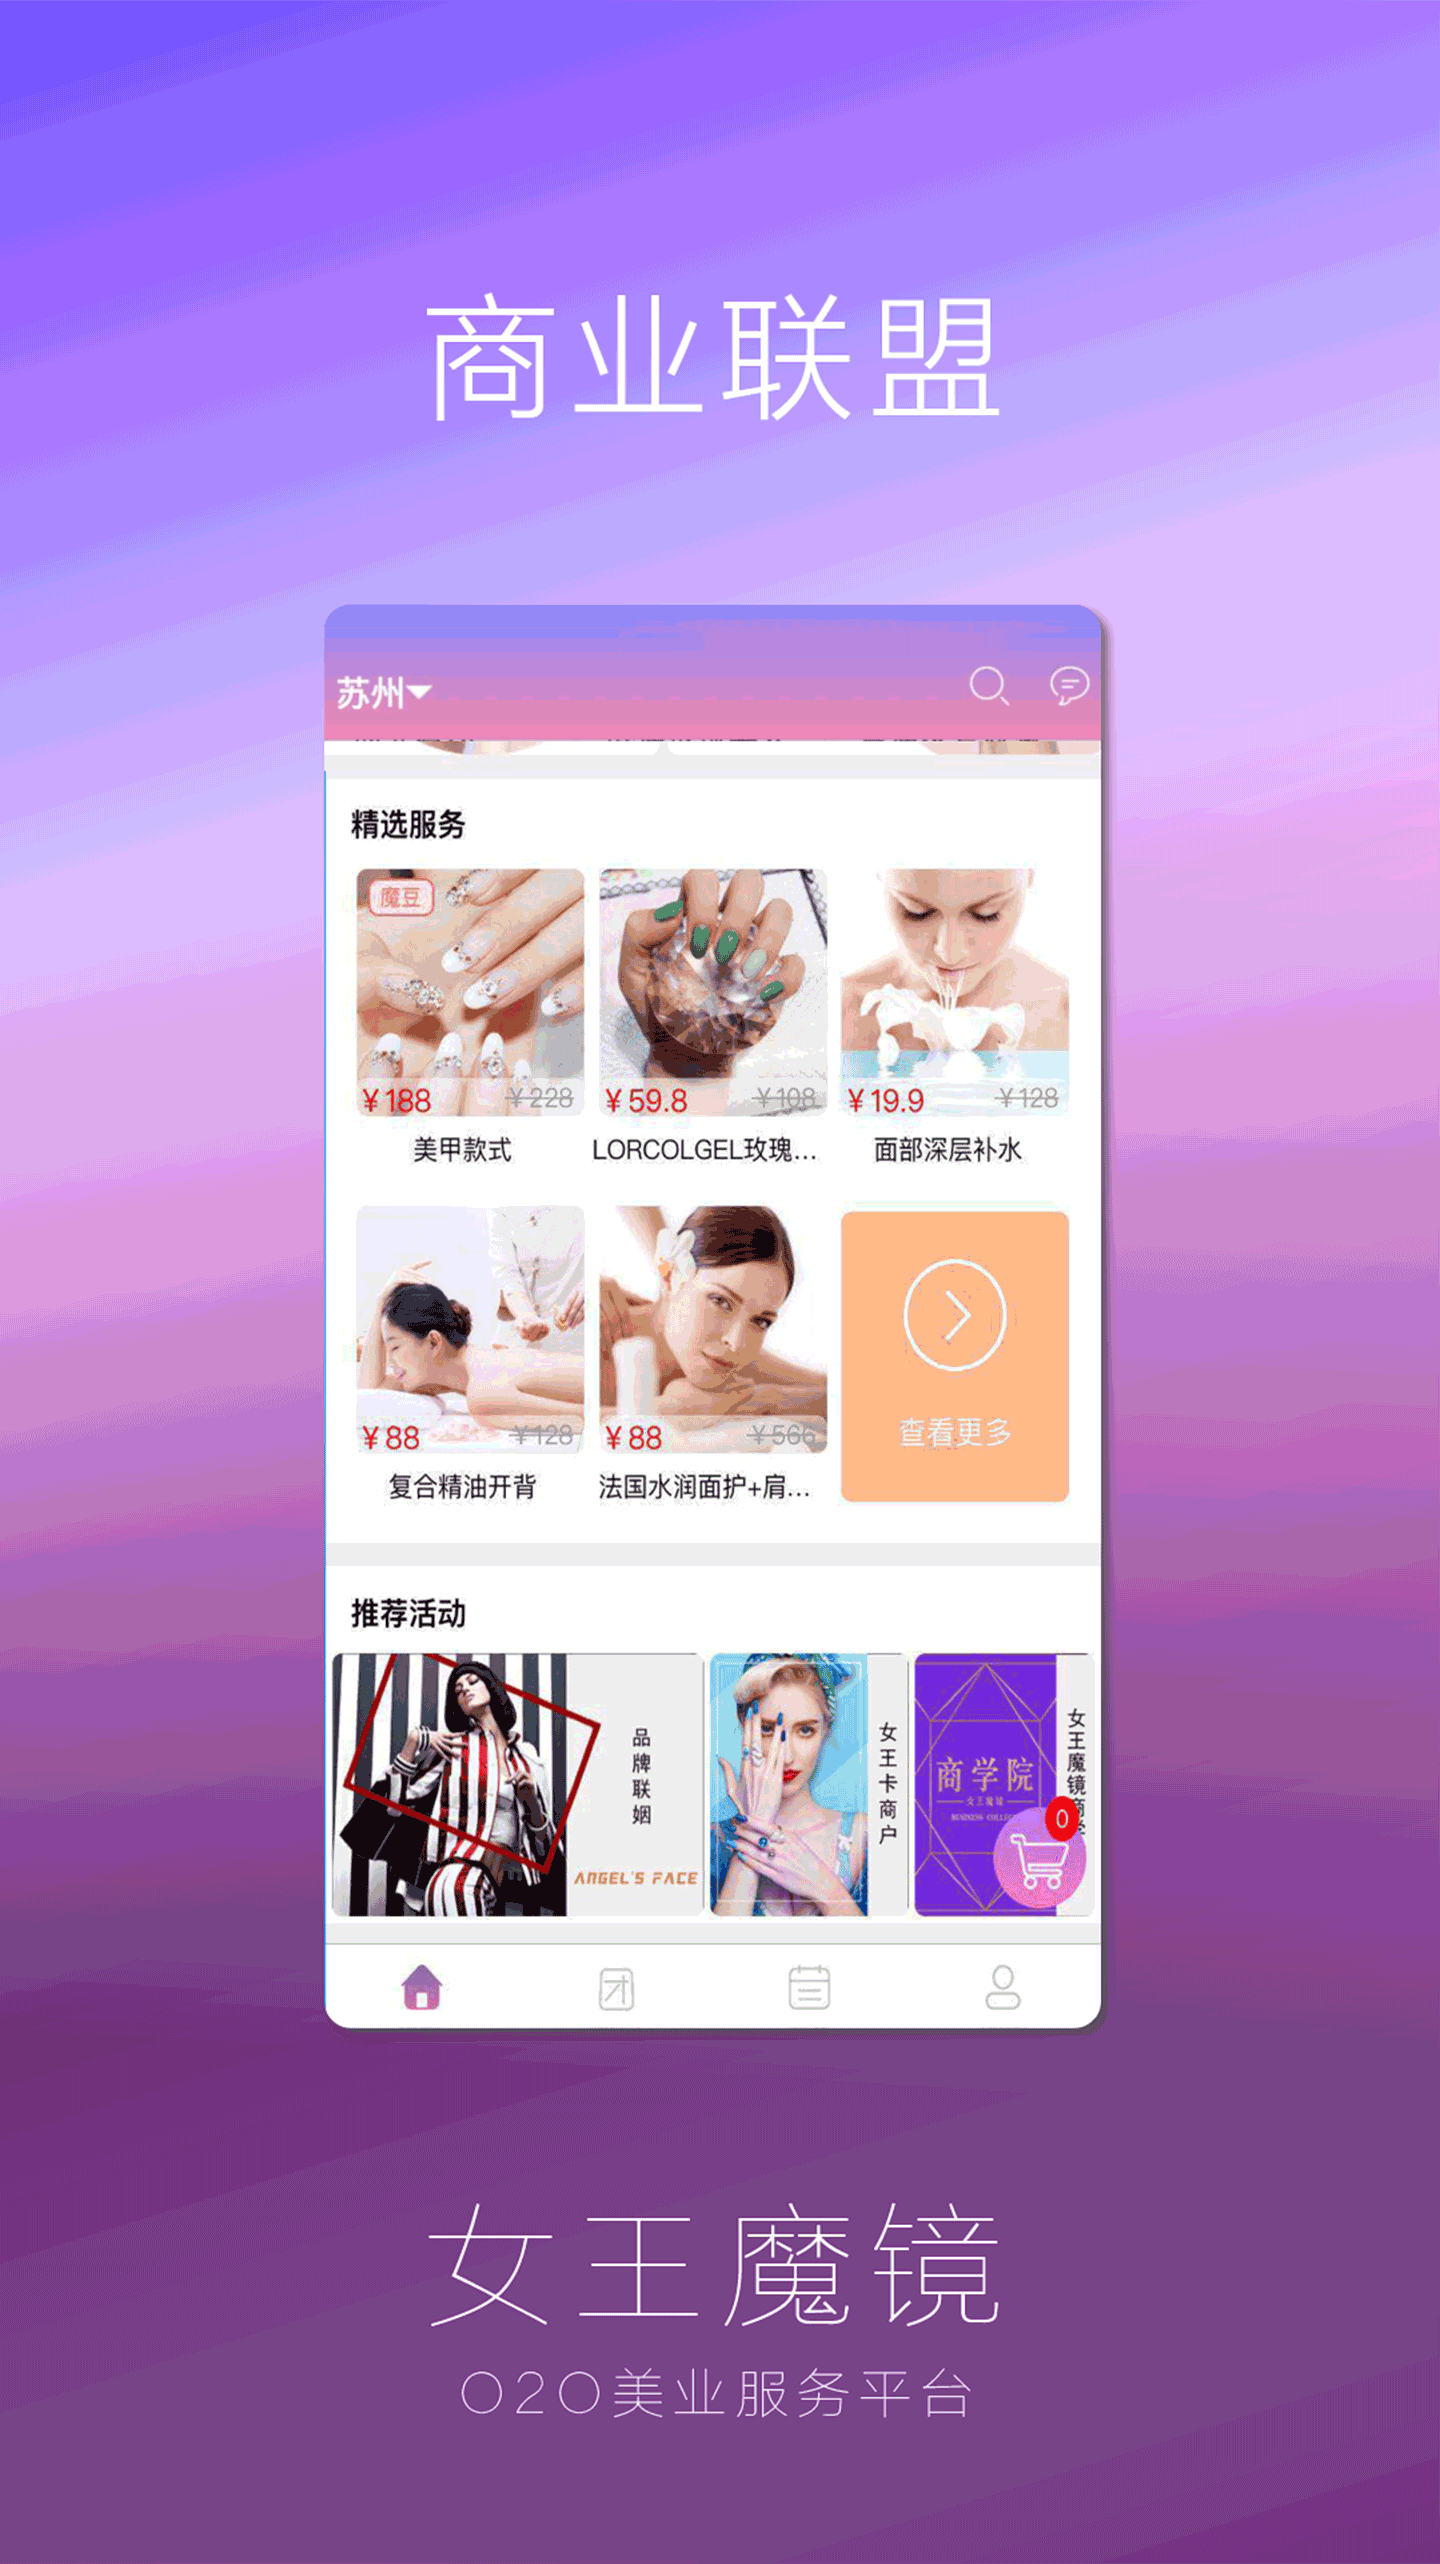 商业联盟
苏州
精选服务
魔豆
¥188 ¥228
¥59.8 ¥108
¥19.9 ¥128
美甲款式
LORCOLGEL玫瑰...
面部深层补水
¥88 ¥128
¥88 ¥566
查看更多
复合精油开背
法国水润面护+肩...
推荐活动
品牌联姻
ANGEL'S FACE
女王卡商户
商学院
女王魔镜
BUSINESS
女王魔镜商学
0
团
女王魔镜
O2O美业服务平台